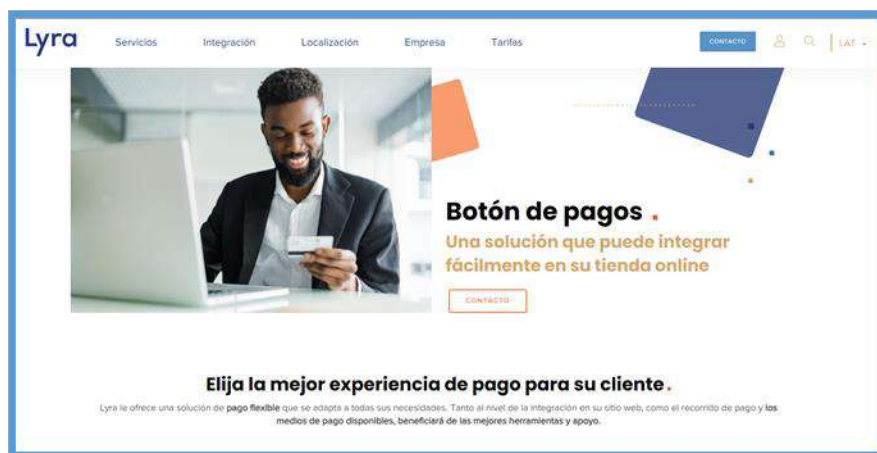 Lyra
Servicios Integración Localización Empresa Tarifas CONTACTO LAT
Botón de pagos .
Una solución que puede integrar
fácilmente en su tienda online
CONTACTO
Elija la mejor experiencia de pago para su cliente.
Lyra le ofrece una solución de pago flexible que se adapta a todas sus necesidades. Tanto al nivel de la integración en su sitio web, como el recorrido de pago y los
medios de pago disponibles, beneficiará de las mejores herramientas y apoyo.